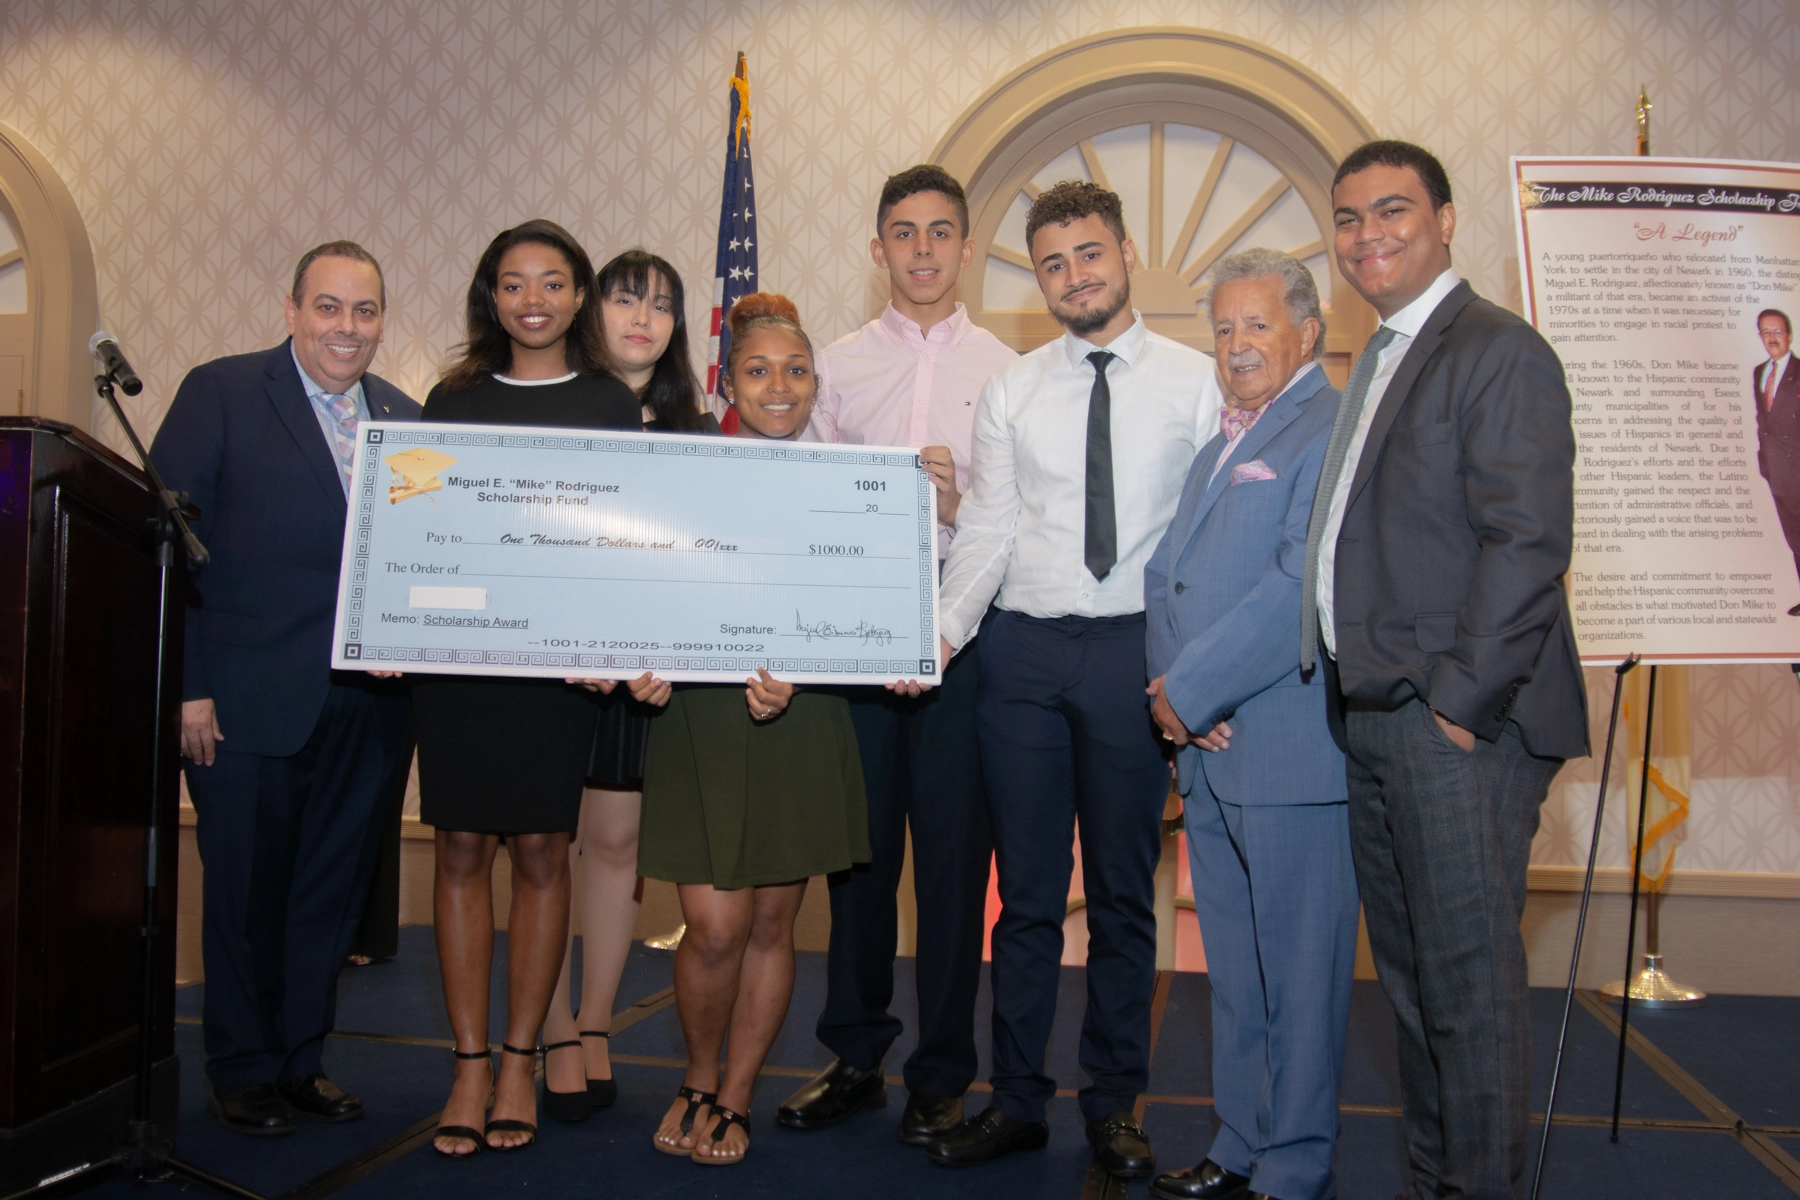 Miguel E. “Mike” Rodriguez
Scholarship Fund
1001
20
Pay to One Thousand Dollars and 00/xxx $1000.00
The Order of
Memo: Scholarship Award
Signature:
--1001-2120025--999910022
The Mike Rodriguez Scholarship
“A Legend”
A young puertorriqueño who relocated from Manhattan
York to settle in the city of Newark in 1960; the
Miguel E. Rodriguez, affectionately known as “Don Mike”
a militant of that era, became an activist of the
1970s at a time when it was necessary for
minorities to engage in racial protest to
gain attention.
the 1960s, Don Mike became
known to the Hispanic community
Newark and surrounding Essex
municipalities of for his
in addressing the quality of
issues of Hispanics in general and
the residents of Newark. Due to
Rodriguez's efforts and the efforts
other Hispanic leaders, the Latino
gained the respect and the
of administrative officials, and
gained a voice that was to be
in dealing with the arising problems
of that era.
The desire and commitment to empower
and help the Hispanic community overcome
all obstacles is what motivated Don Mike to
become a part of various local and statewide
organizations.